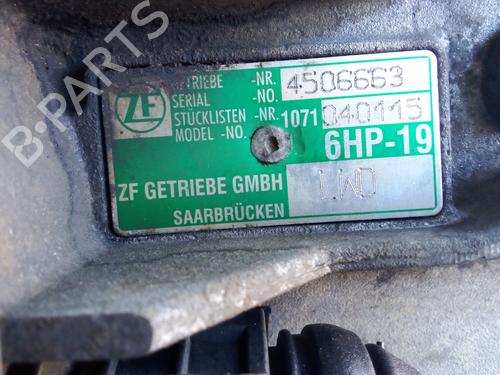 B-PARTS
ZF
GETRIEBE -NR. 4506663
SERIAL -NO.
STÜCKLISTEN -NR. 1071 040115
MODEL -NO.
6HP-19
ZF GETRIEBE GMBH
SAARBRÜCKEN